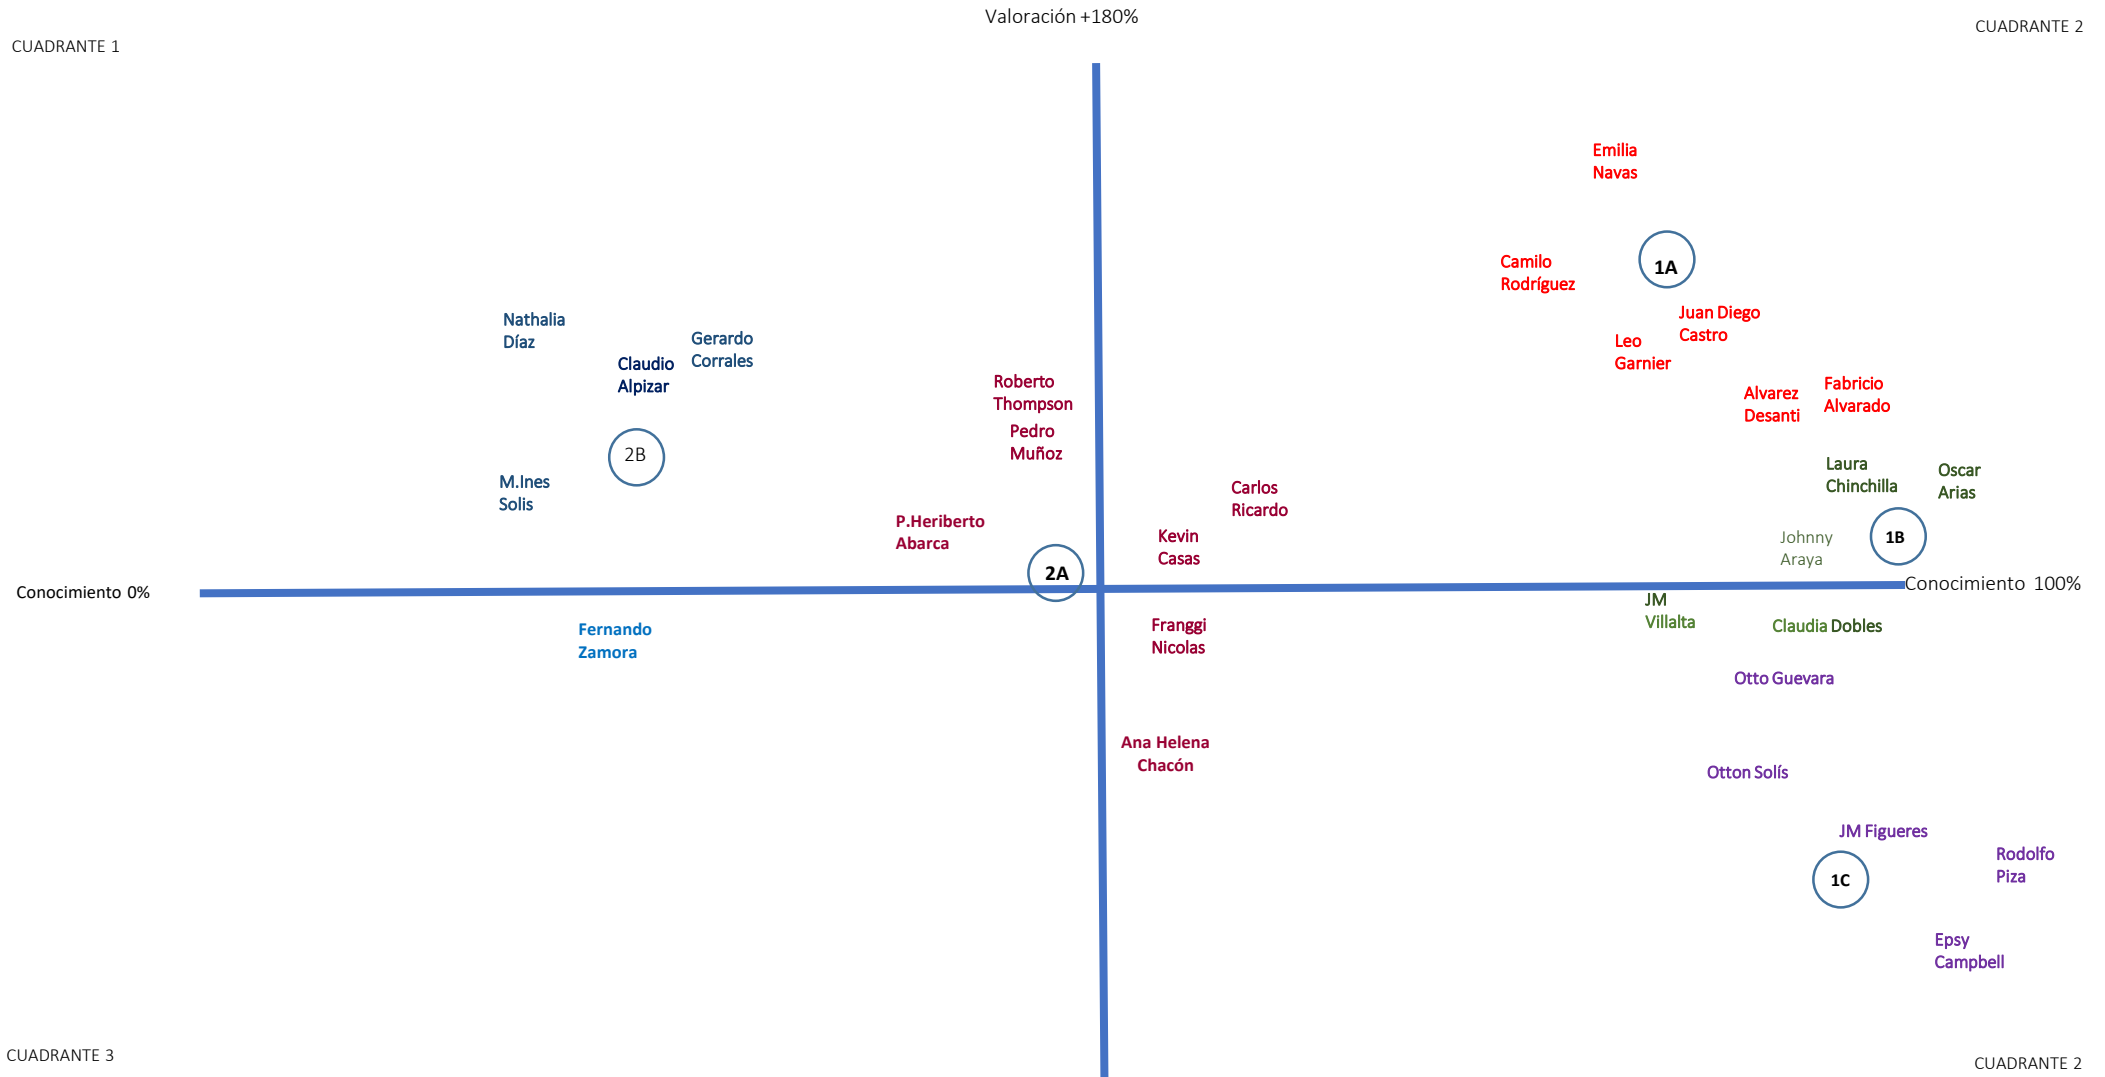 Valoración +180%
CUADRANTE 2
CUADRANTE 1
Emilia
Navas
Camilo
Rodríguez
1A
Juan Diego
Castro
Leo
Garnier
Alvarez
Desanti
Fabricio
Alvarado
Nathalia
Díaz
Claudio
Alpizar
Gerardo
Corrales
2B
M.Ines
Solis
Roberto
Thompson
Pedro
Muñoz
P.Heriberto
Abarca
2A
Carlos
Ricardo
Kevin
Casas
Laura
Chinchilla
Oscar
Arias
Johnny
Araya
1B
Conocimiento 0%
Conocimiento 100%
Fernando
Zamora
Franggi
Nicolas
Ana Helena
Chacón
JM
Villalta
Claudia Dobles
Otto Guevara
Otton Solís
JM Figueres
Rodolfo
Piza
1C
Epsy
Campbell
CUADRANTE 3
CUADRANTE 2